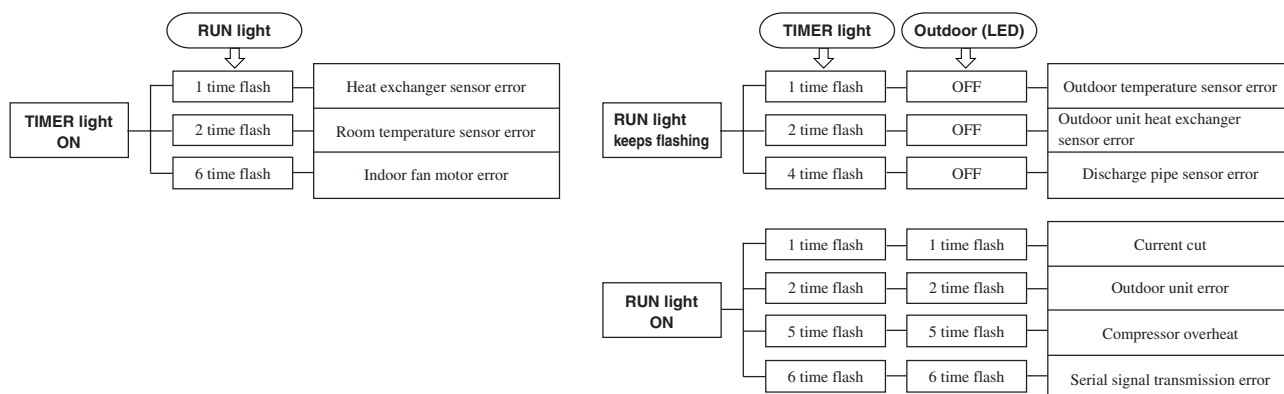 RUN light
TIMER light
ON
1 time flash
Heat exchanger sensor error
2 time flash
Room temperature sensor error
6 time flash
Indoor fan motor error
TIMER light
Outdoor (LED)
RUN light
keeps flashing
1 time flash
OFF
Outdoor temperature sensor error
2 time flash
OFF
Outdoor unit heat exchanger
sensor error
4 time flash
OFF
Discharge pipe sensor error
RUN light
ON
1 time flash
1 time flash
Current cut
2 time flash
2 time flash
Outdoor unit error
5 time flash
5 time flash
Compressor overheat
6 time flash
6 time flash
Serial signal transmission error